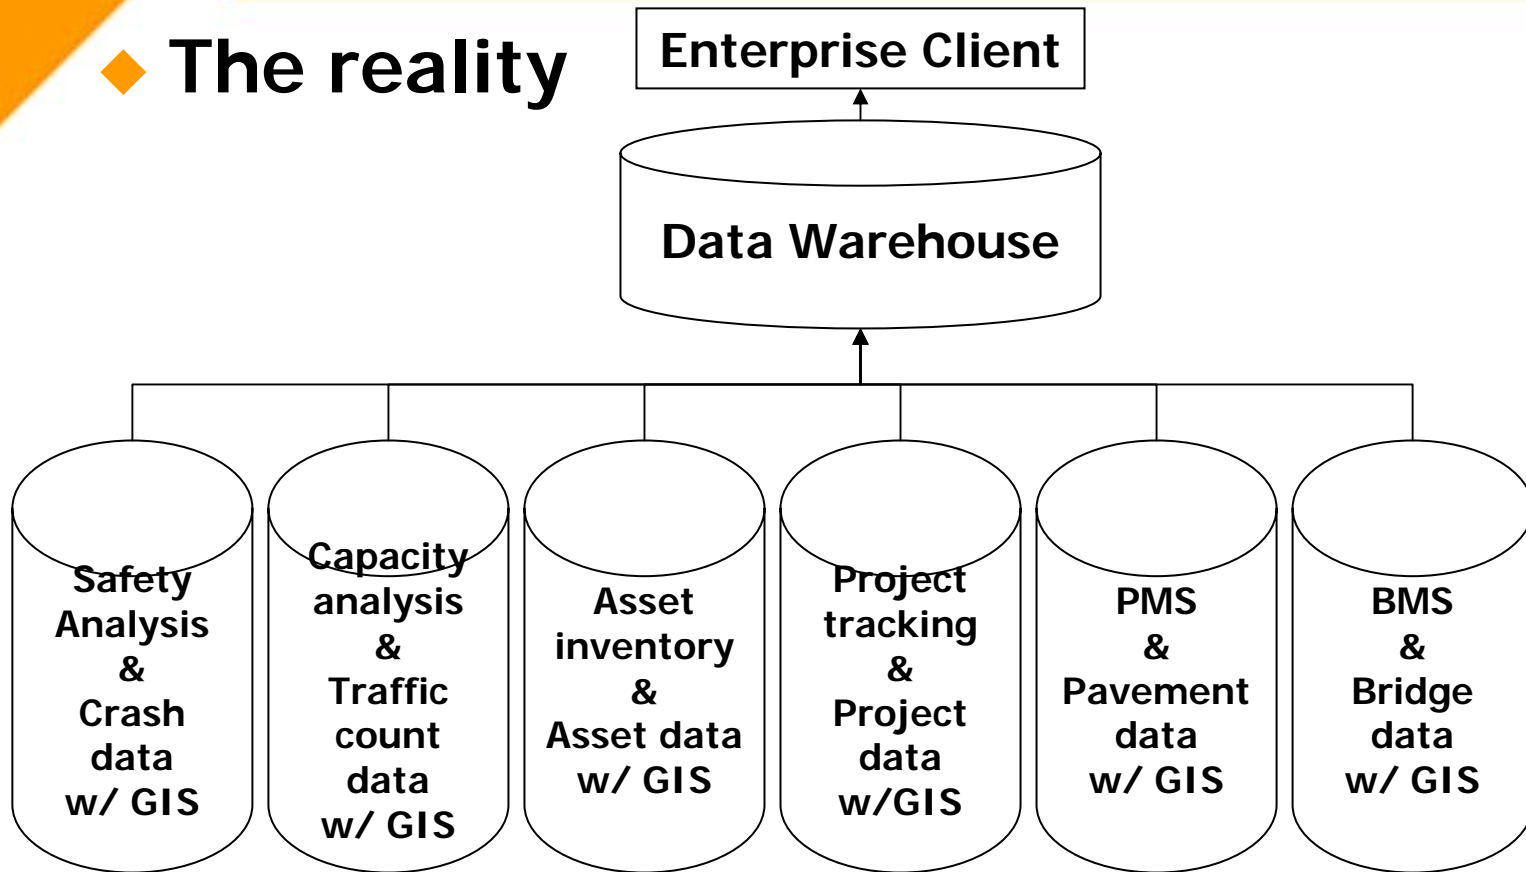 The reality
Enterprise Client
Data Warehouse
Safety
Analysis
&
Crash
data
w/ GIS
Capacity
analysis
&
Traffic
count
data
w/ GIS
Asset
inventory
&
Asset data
w/ GIS
Project
tracking
&
Project
data
w/GIS
PMS
&
Pavement
data
w/ GIS
BMS
&
Bridge
data
w/ GIS